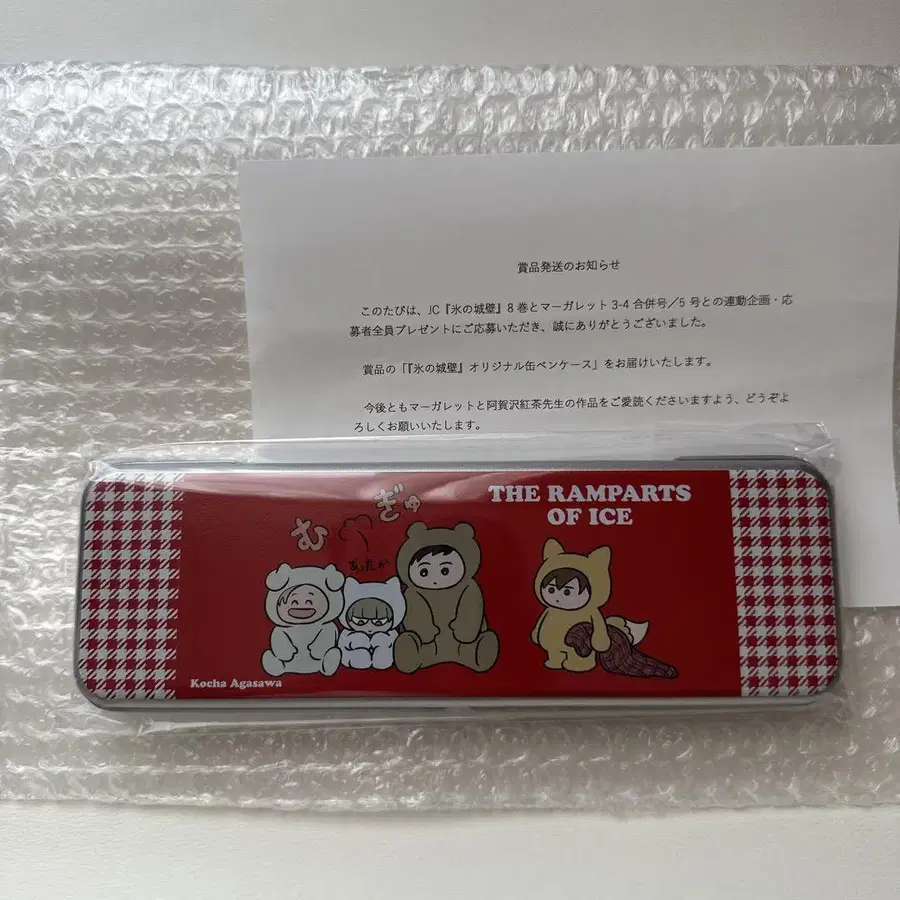 賞品発送のお知らせ
このたびは、JC『氷の城壁』8巻とマーガレット3-4合併号／5号との連動企画・応
募者全員プレゼントにご応募いただき、誠にありがとうございました。
賞品の「『氷の城壁』オリジナル缶ペンケース」をお届けいたします。
今後ともマーガレットと阿賀沢紅茶先生の作品をご愛読くださいますよう、どうぞよ
ろしくお願いいたします。
THE RAMPARTS
OF ICE
むぎゅ
あったか
Kocha Agasawa